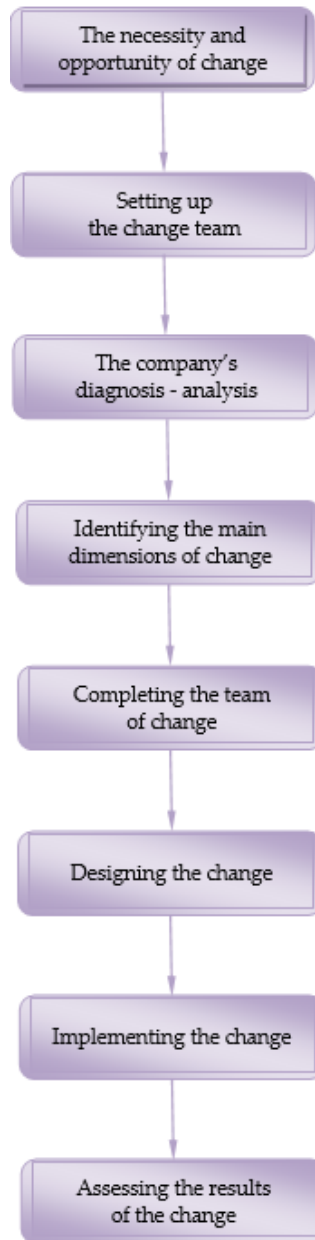 The necessity and
opportunity of change
Setting up
the change team
The company's
diagnosis - analysis
Identifying the main
dimensions of change
Completing the team
of change
Designing the change
Implementing the change
Assessing the results
of the change